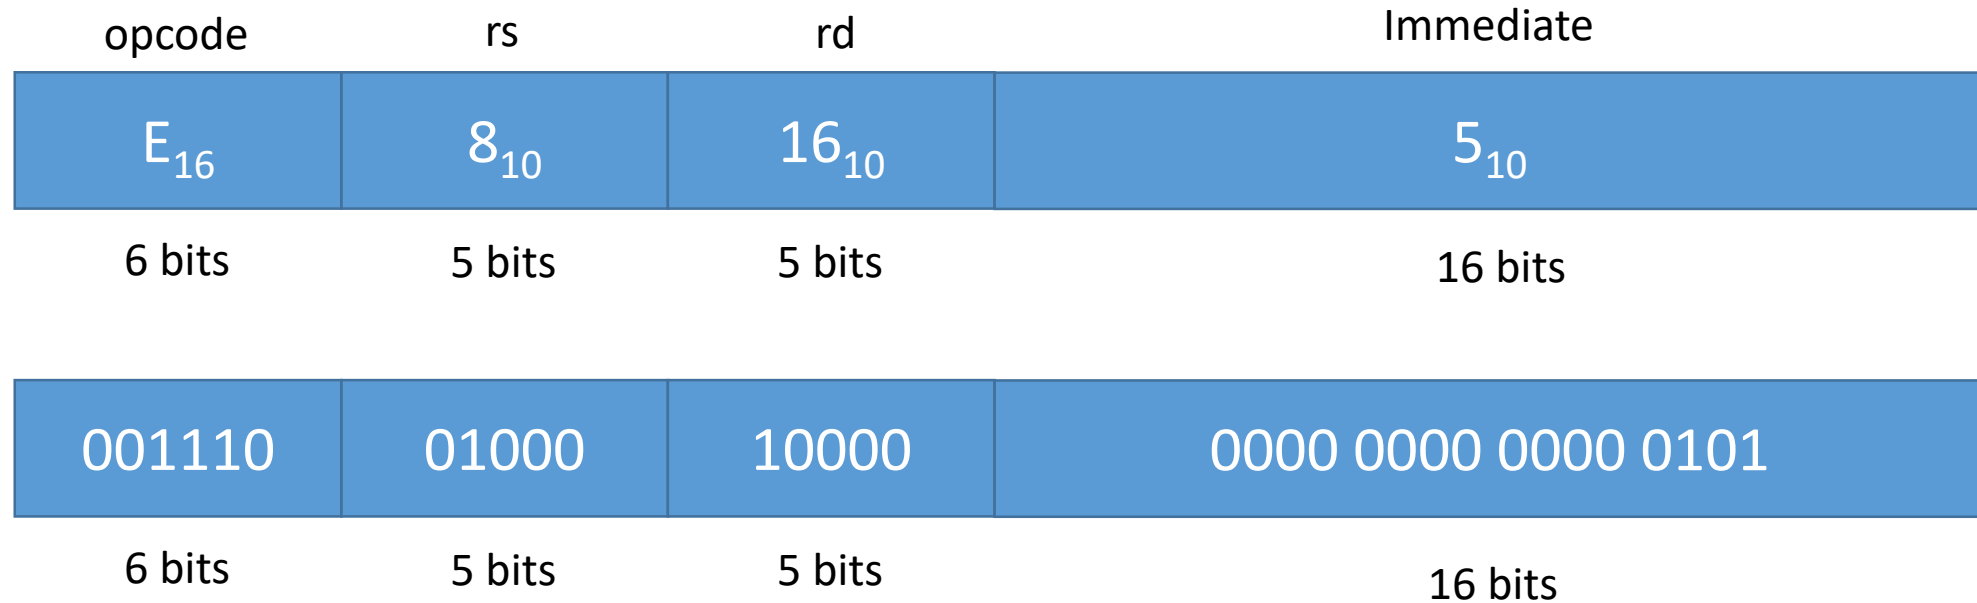 opcode rs rd Immediate
E₁₆ 8₁₀ 16₁₀ 5₁₀
6 bits 5 bits 5 bits 16 bits
001110 01000 10000 0000 0000 0000 0101
6 bits 5 bits 5 bits 16 bits